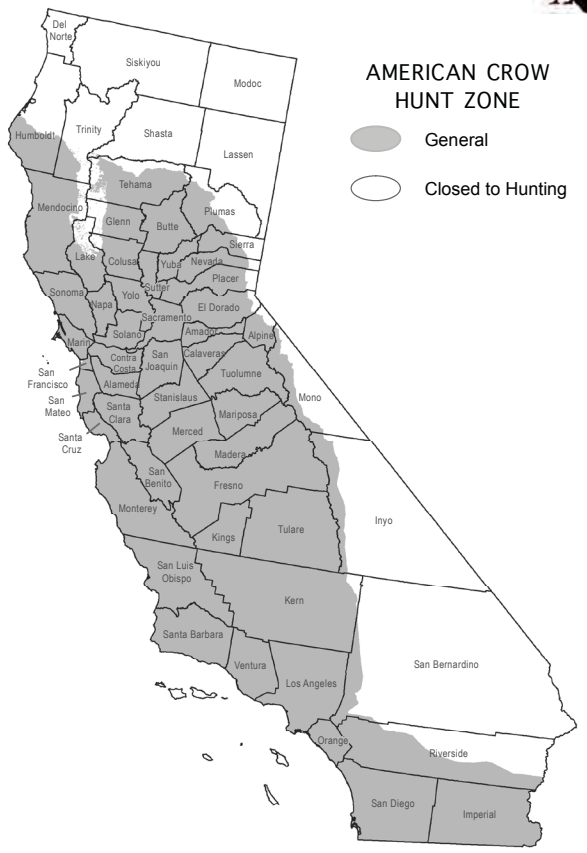 AMERICAN CROW
HUNT ZONE
General
Closed to Hunting
Del
Norte
Siskiyou
Modoc
Humboldt
Trinity
Shasta
Lassen
Tehama
Plumas
Mendocino
Glenn
Butte
Sierra
Lake
Colusa
Yuba
Nevada
Placer
Sutter
Sonoma
Napa
Yolo
El Dorado
Sacramento
Amador
Alpine
Solano
Marin
Calaveras
Contra
Costa
San
Joaquin
Tuolumne
San
Francisco
Alameda
Mono
San
Mateo
Santa
Clara
Stanislaus
Mariposa
Santa
Cruz
Merced
Madera
San
Benito
Fresno
Monterey
Kings
Tulare
Inyo
San Luis
Obispo
Kern
Santa Barbara
Ventura
Los Angeles
San Bernardino
Orange
Riverside
San Diego
Imperial